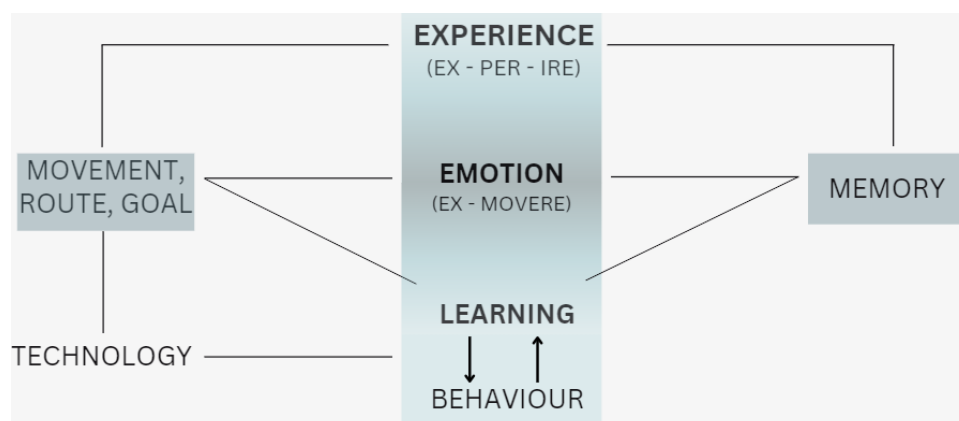 EXPERIENCE
(EX - PER - IRE)
MOVEMENT,
ROUTE, GOAL
EMOTION
(EX - MOVERE)
MEMORY
LEARNING
TECHNOLOGY
BEHAVIOUR